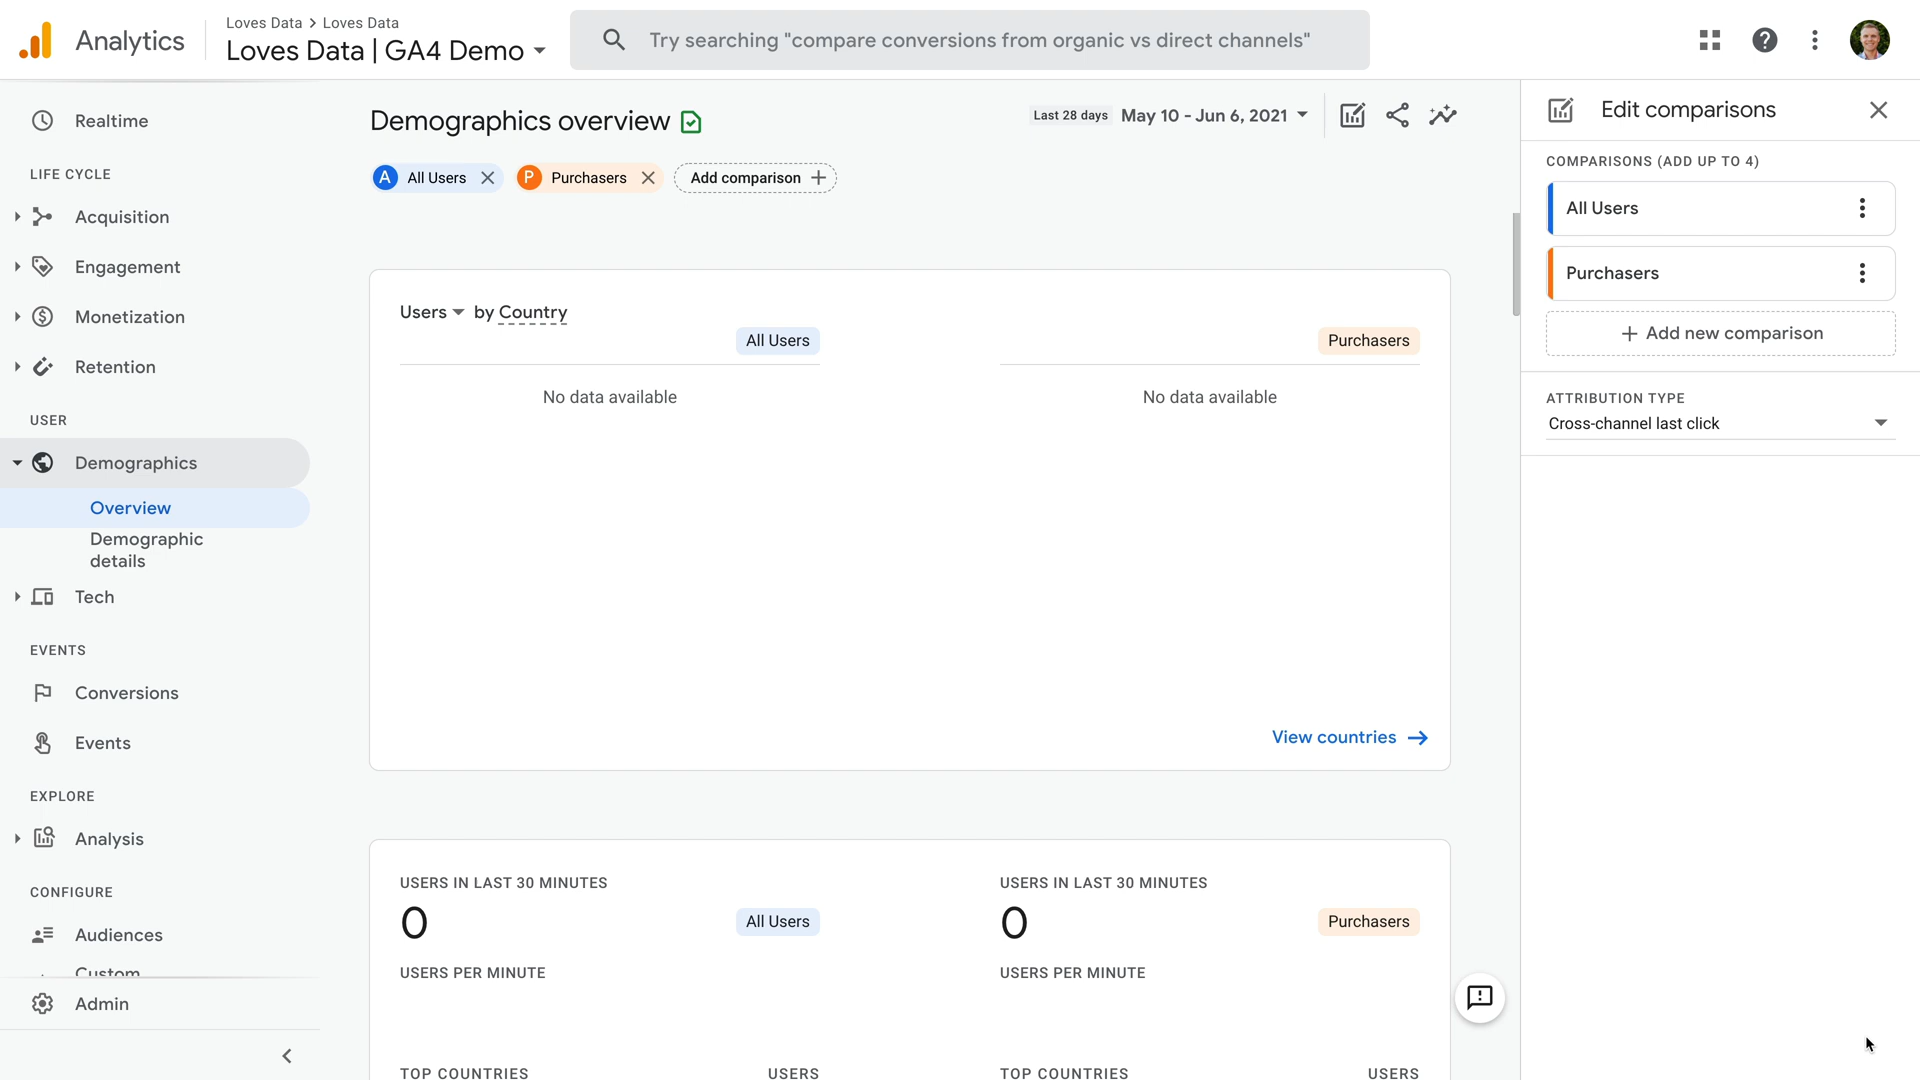 Analytics
Loves Data > Loves Data
Loves Data | GA4 Demo
Try searching "compare conversions from organic vs direct channels"
Realtime
LIFE CYCLE
Acquisition
Engagement
Monetization
Retention
USER
Demographics
Overview
Demographic
details
Tech
EVENTS
Conversions
Events
EXPLORE
Analysis
CONFIGURE
Audiences
Custom
Admin
Demographics overview
Last 28 days May 10 - Jun 6, 2021
A All Users
P Purchasers
Add comparison +
Users by Country
All Users
Purchasers
No data available
No data available
View countries
USERS IN LAST 30 MINUTES
0
All Users
USERS PER MINUTE
TOP COUNTRIES USERS
USERS IN LAST 30 MINUTES
0
Purchasers
USERS PER MINUTE
TOP COUNTRIES USERS
Edit comparisons
COMPARISONS (ADD UP TO 4)
All Users
Purchasers
+ Add new comparison
ATTRIBUTION TYPE
Cross-channel last click